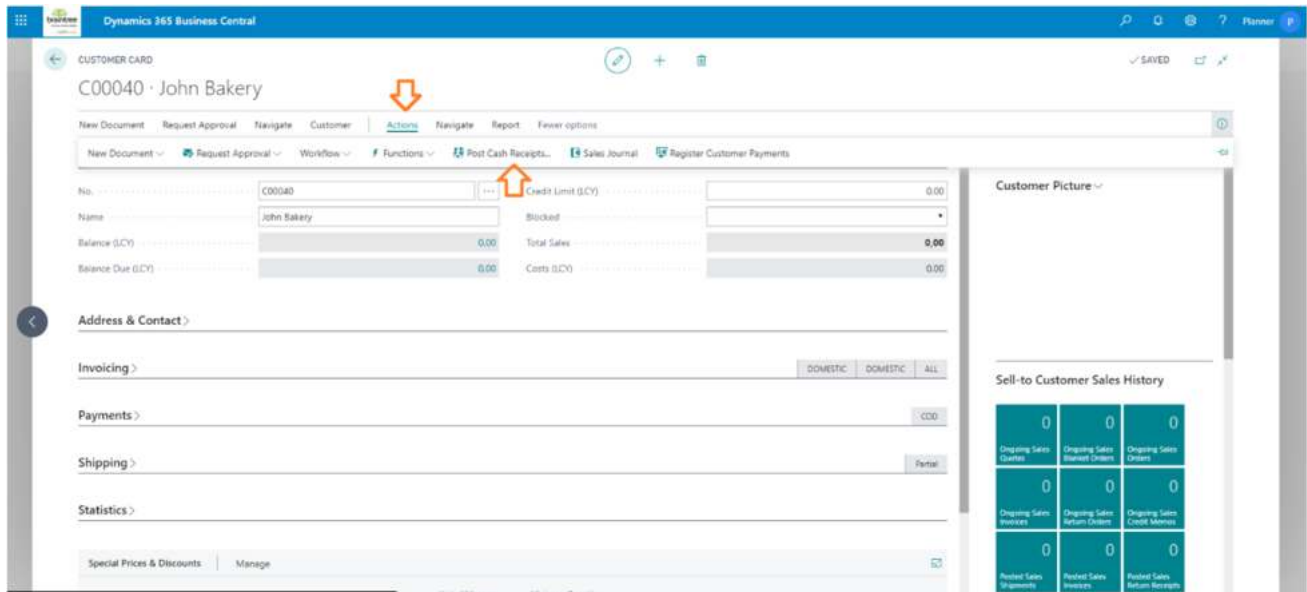 braintree
Dynamics 365 Business Central
? Planner P
CUSTOMER CARD
✓ SAVED
C00040 · John Bakery
New Document Request Approval Navigate Customer Actions Navigate Report Fewer options
New Document Request Approval Workflow Functions Post Cash Receipts... Sales Journal Register Customer Payments
No. C00040 ... Credit Limit (LCY) 0.00
Name John Bakery Blocked
Balance (LCY) 0.00 Total Sales 0,00
Balance Due (LCY) 0.00 Costs (LCY) 0.00
Customer Picture
Address & Contact >
Invoicing > DOMESTIC DOMESTIC ALL
Payments > COD
Shipping > Partial
Statistics >
Special Prices & Discounts Manage
Sell-to Customer Sales History
0 0 0
Ongoing Sales Quotes Ongoing Sales Blanket Orders Ongoing Sales Orders
0 0 0
Ongoing Sales Invoices Ongoing Sales Return Orders Ongoing Sales Credit Memos
0 0 0
Posted Sales Shipments Posted Sales Invoices Posted Sales Return Receipts